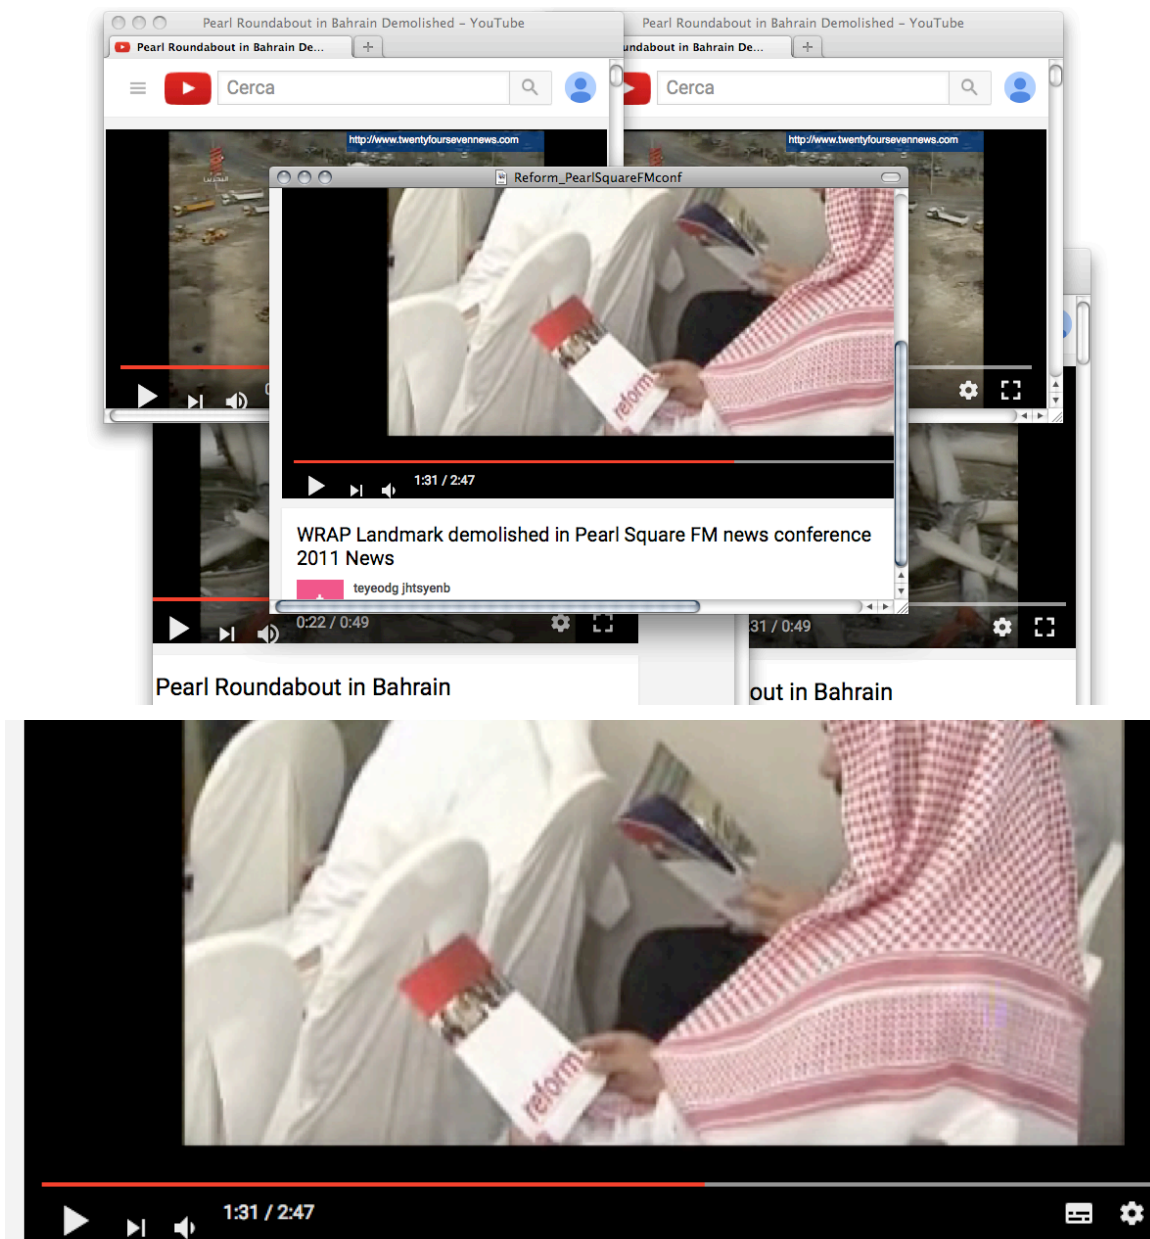 Pearl Roundabout in Bahrain Demolished – YouTube
Pearl Roundabout in Bahrain Demolished – YouTube
Pearl Roundabout in Bahrain De...
undabout in Bahrain De...
Cerca
Cerca
http://www.twentyfoursevennews.com
http://www.twentyfoursevennews.com
Reform_PearlSquareFMconf
reform
1:31 / 2:47
WRAP Landmark demolished in Pearl Square FM news conference
2011 News
teyeodg jhtsyenb
0:22 / 0:49
31 / 0:49
Pearl Roundabout in Bahrain
out in Bahrain
reform
1:31 / 2:47